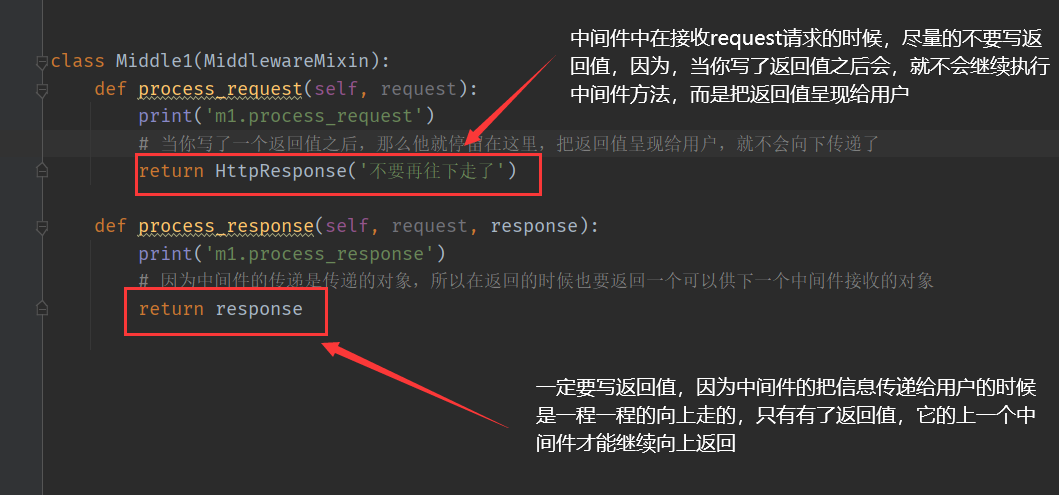 中间件中在接收request请求的时候，尽量的不要写返
回值，因为，当你写了返回值之后会，就不会继续执行
中间件方法，而是把返回值呈现给用户
class Middle1(MiddlewareMixin):
def process_request(self, request):
print('m1.process_request')
# 当你写了一个返回值之后，那么他就停留在这里，把返回值呈现给用户，就不会向下传递了
return HttpResponse('不要再往下走了')
def process_response(self, request, response):
print('m1.process_response')
# 因为中间件的传递是传递的对象，所以在返回的时候也要返回一个可以供下一个中间件接收的对象
return response
一定要写返回值，因为中间件的把信息传递给用户的时候
是一程一程的向上走的，只有有了返回值，它的上一个中
间件才能继续向上返回